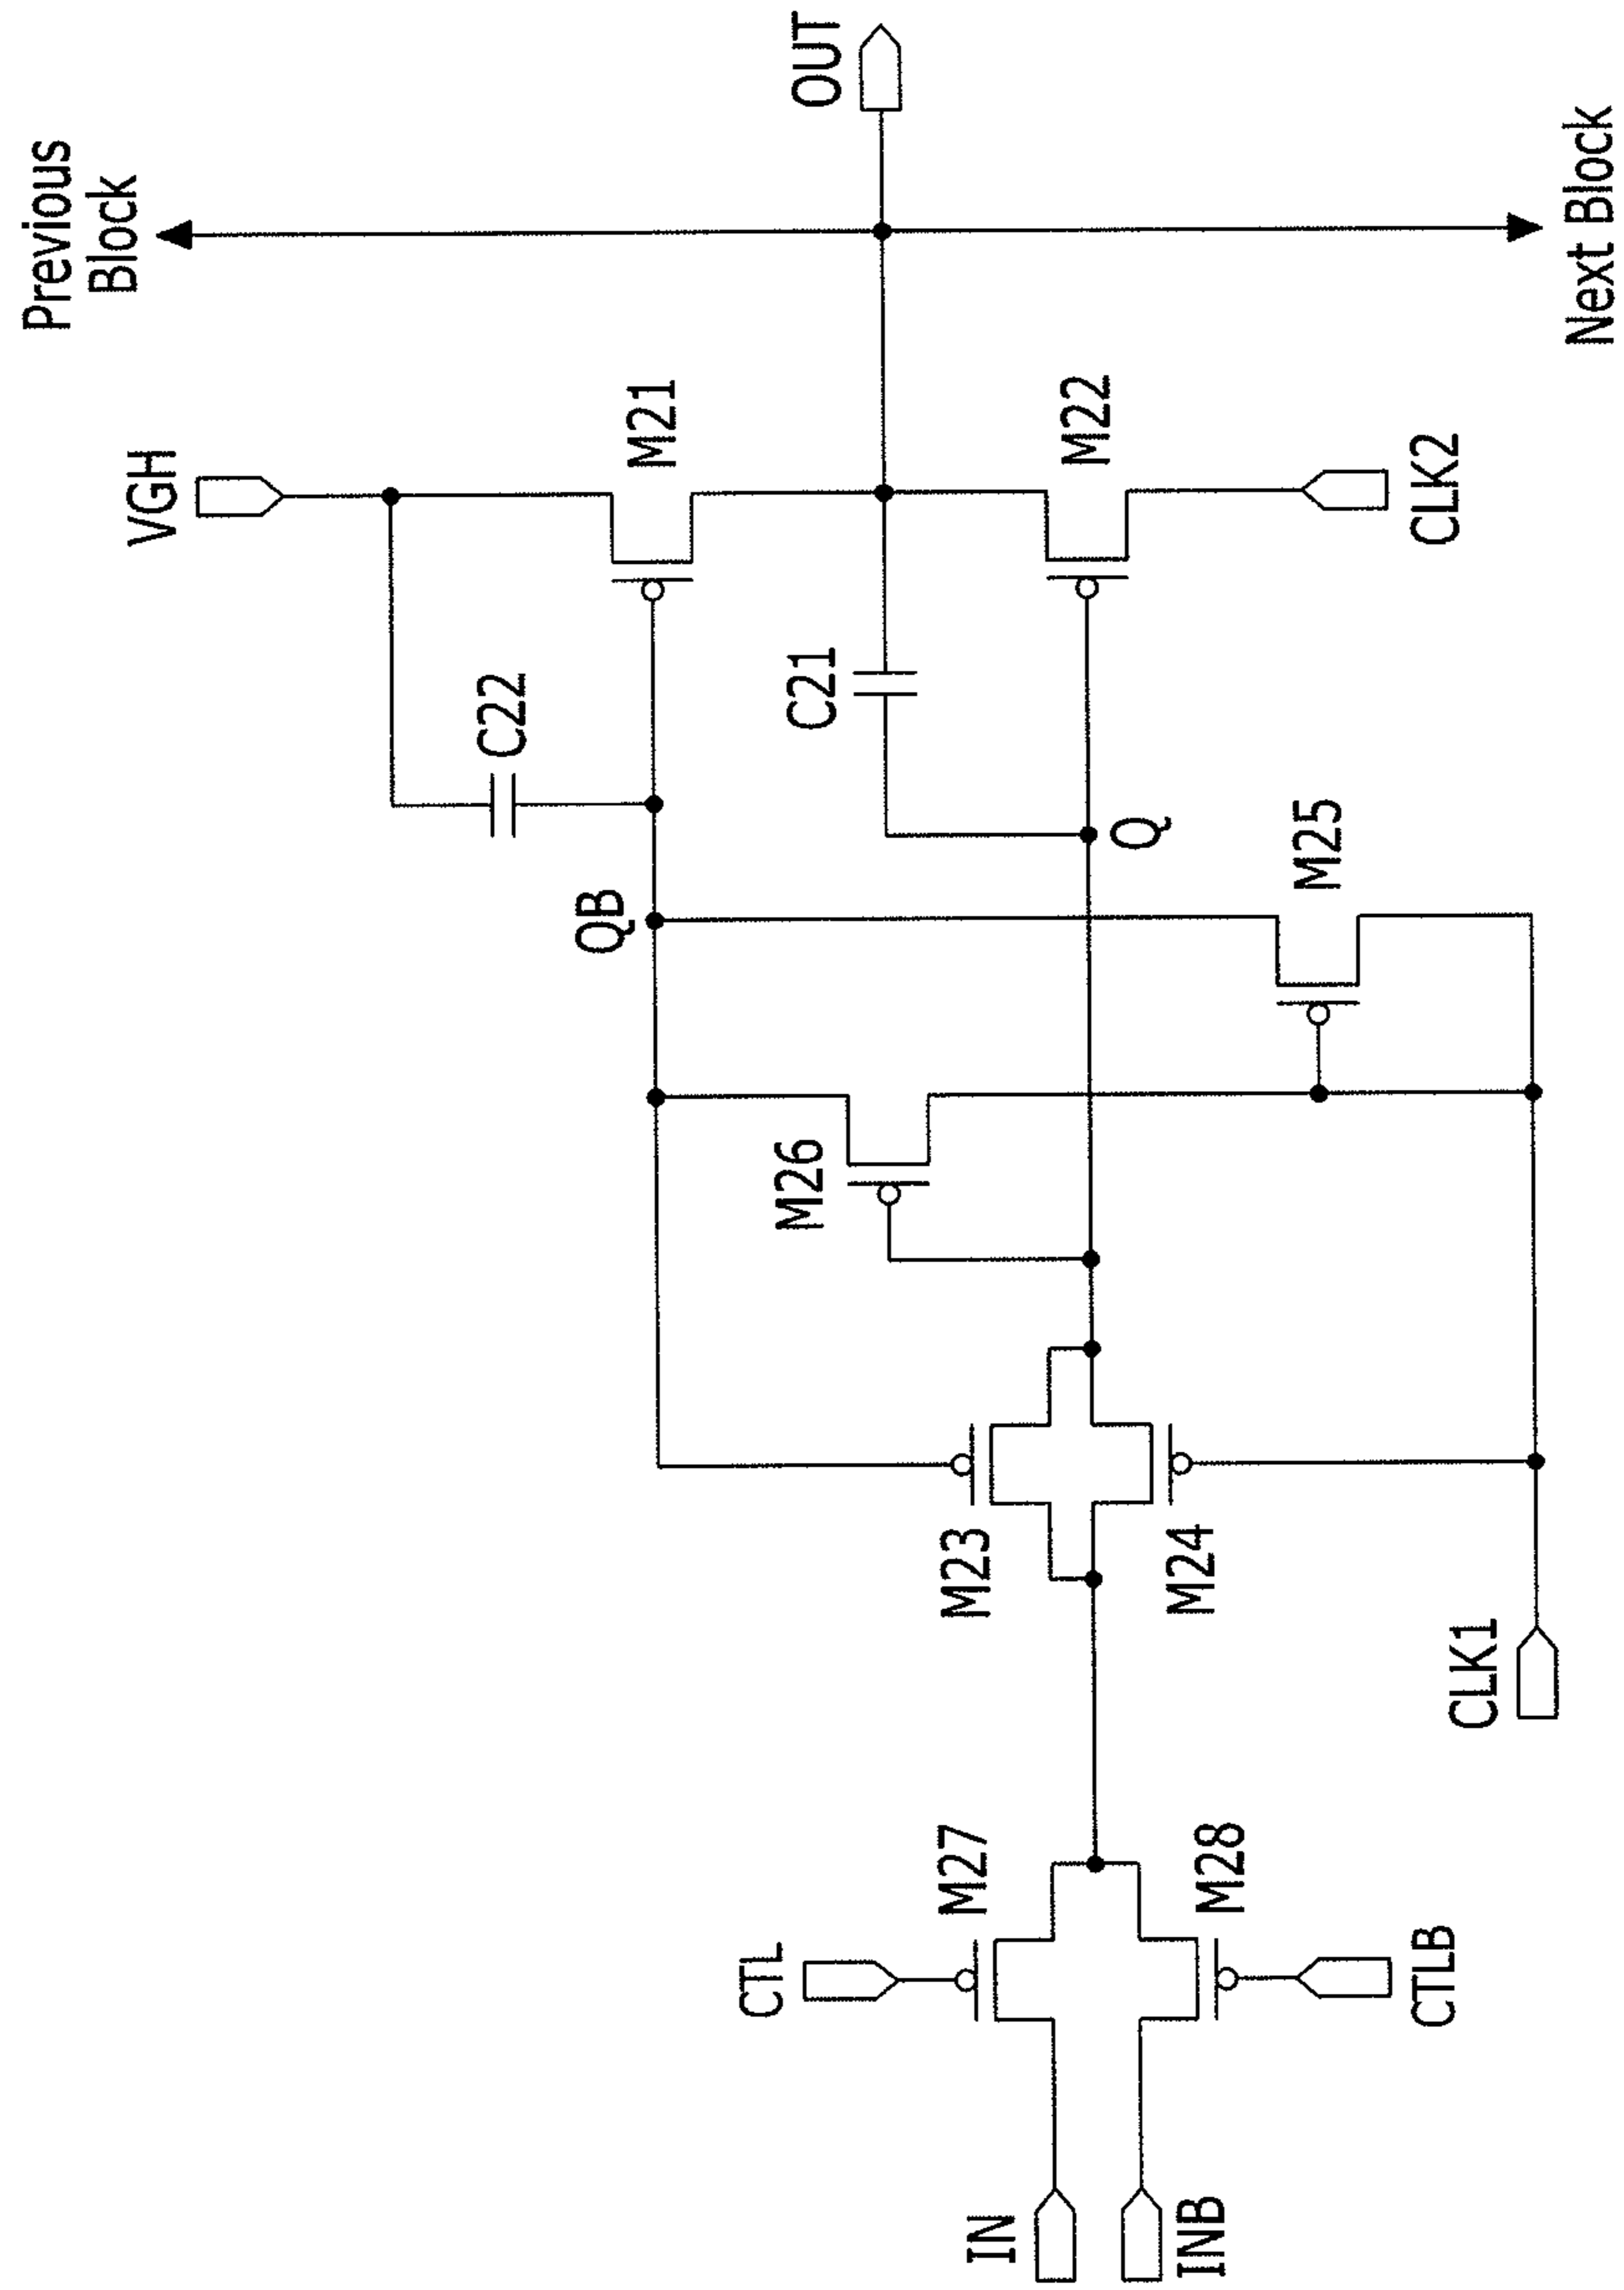 Previous
Block
OUT
VGH
M21
M22
CLK2
Next Block
C22
C21
QB
Q
M25
M26
M23
M24
CLK1
M27
M28
CTL
CTLB
IN
INB